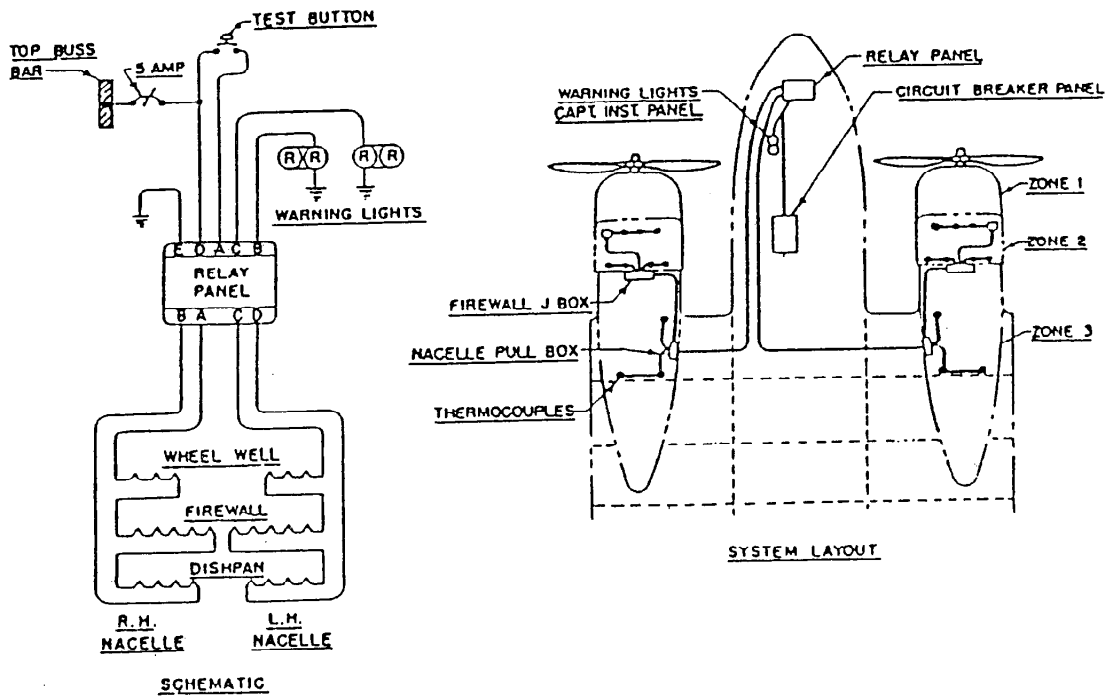 TEST BUTTON
TOP BUSS
BAR
5 AMP
R R R R
WARNING LIGHTS
E D A C B
RELAY
PANEL
B A C D
WHEEL WELL
FIREWALL
DISHPAN
R.H.
NACELLE
L.H.
NACELLE
SCHEMATIC
RELAY PANEL
CIRCUIT BREAKER PANEL
WARNING LIGHTS
CAPT. INST. PANEL
ZONE 1
ZONE 2
FIREWALL J BOX
ZONE 3
NACELLE PULL BOX
THERMOCOUPLES
SYSTEM LAYOUT